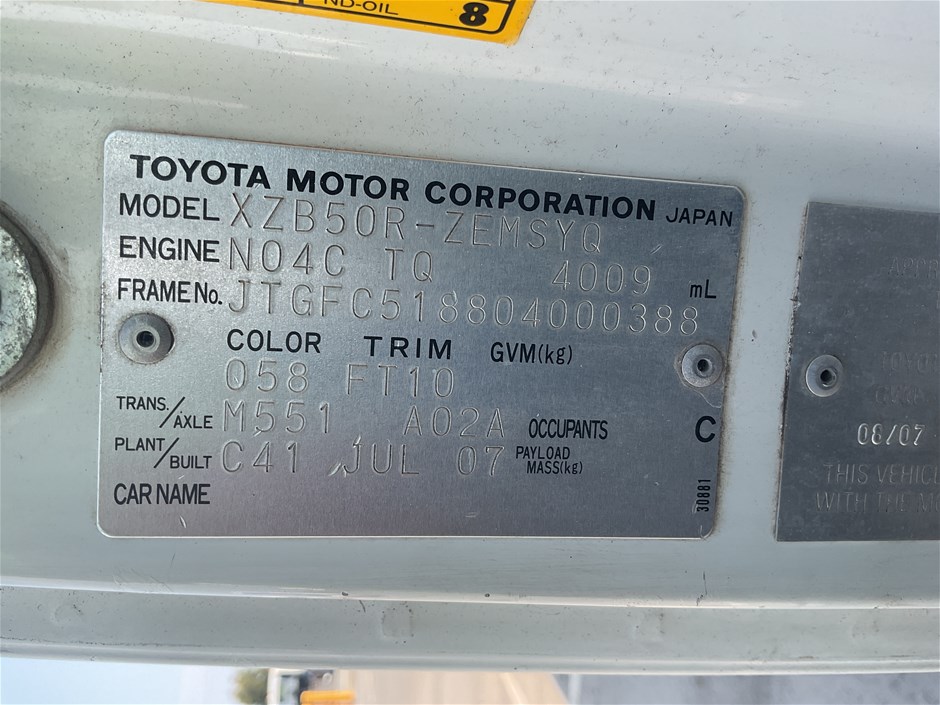 ND-OIL 8
TOYOTA MOTOR CORPORATION JAPAN
MODEL XZB50R-ZEMSYQ
ENGINE N04C TQ 4009 mL
FRAME No. JTGFC518804000388
COLOR TRIM GVM(kg)
058 FT10
TRANS./AXLE M551 A02A OCCUPANTS C
PLANT/BUILT C41 JUL 07 PAYLOAD MASS(kg)
CAR NAME
30881
08/07
THIS VEHICL
WITH THE